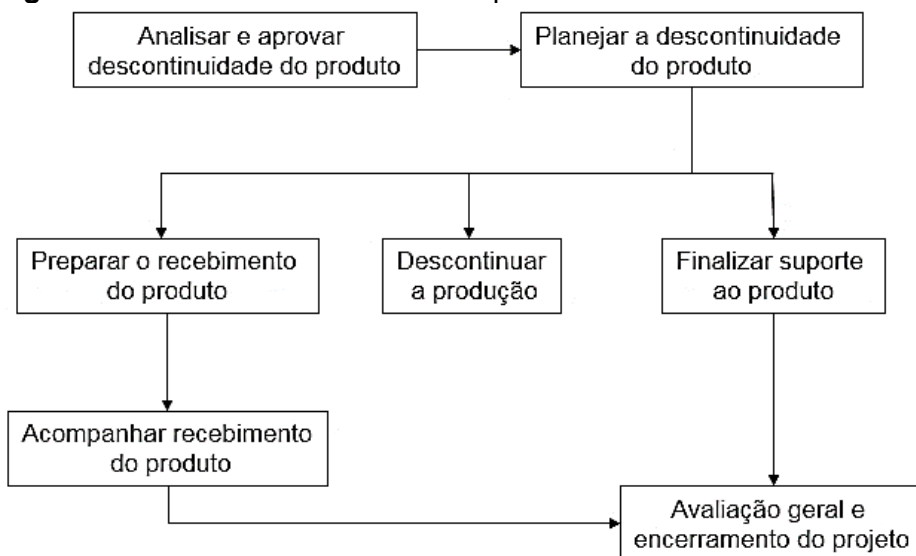 Analisar e aprovar
descontinuidade do produto
Planejar a descontinuidade
do produto
Preparar o recebimento
do produto
Descontinuar
a produção
Finalizar suporte
ao produto
Acompanhar recebimento
do produto
Avaliação geral e
encerramento do projeto